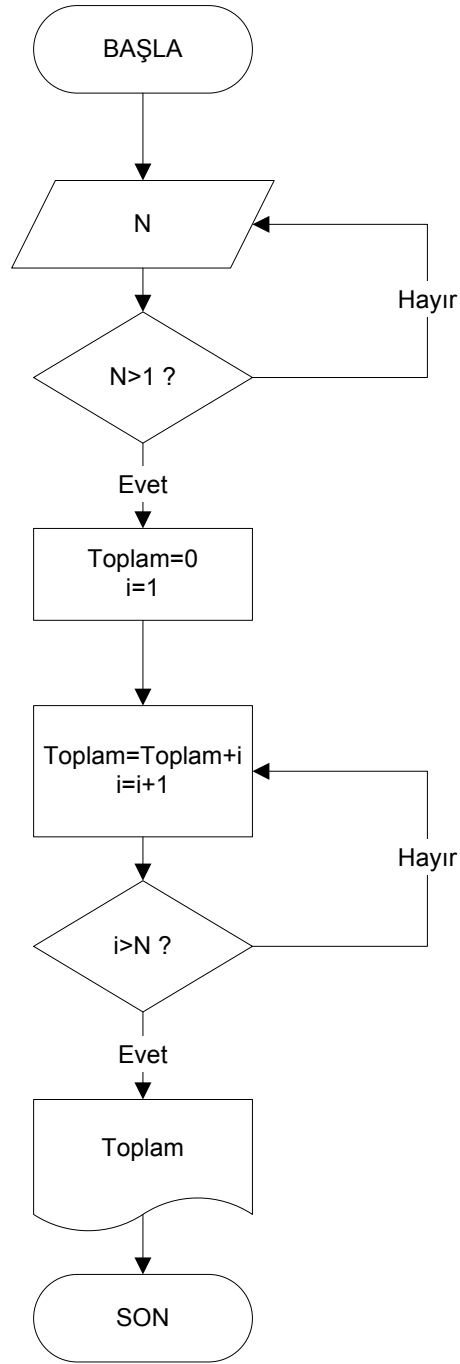 BAŞLA
N
Hayır
N>1 ?
Evet
Toplam=0
i=1
Toplam=Toplam+i
i=i+1
Hayır
i>N ?
Evet
Toplam
SON